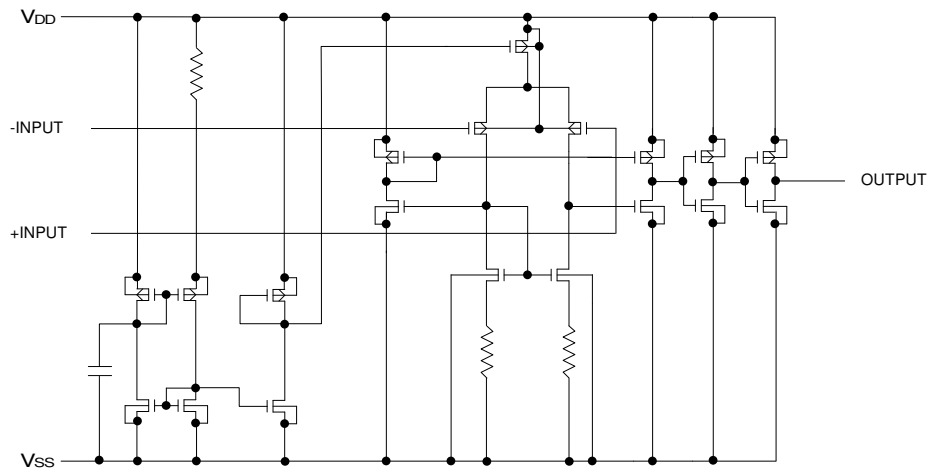 VDD
-INPUT
OUTPUT
+INPUT
VSS